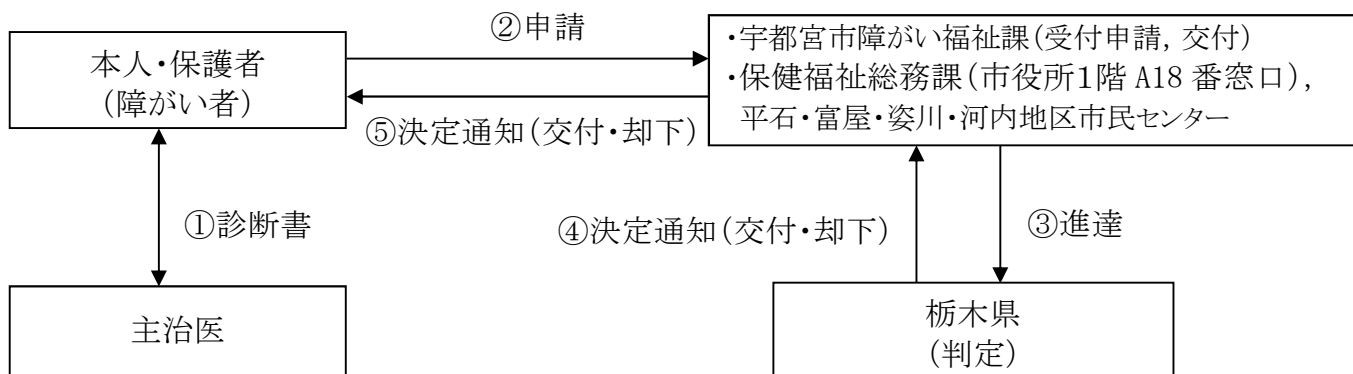 ②申請
本人・保護者
(障がい者)
・宇都宮市障がい福祉課(受付申請, 交付)
・保健福祉総務課(市役所1階 A18 番窓口),
平石・富屋・姿川・河内地区市民センター
⑤決定通知(交付・却下)
①診断書
④決定通知(交付・却下)
③進達
主治医
栃木県
(判定)